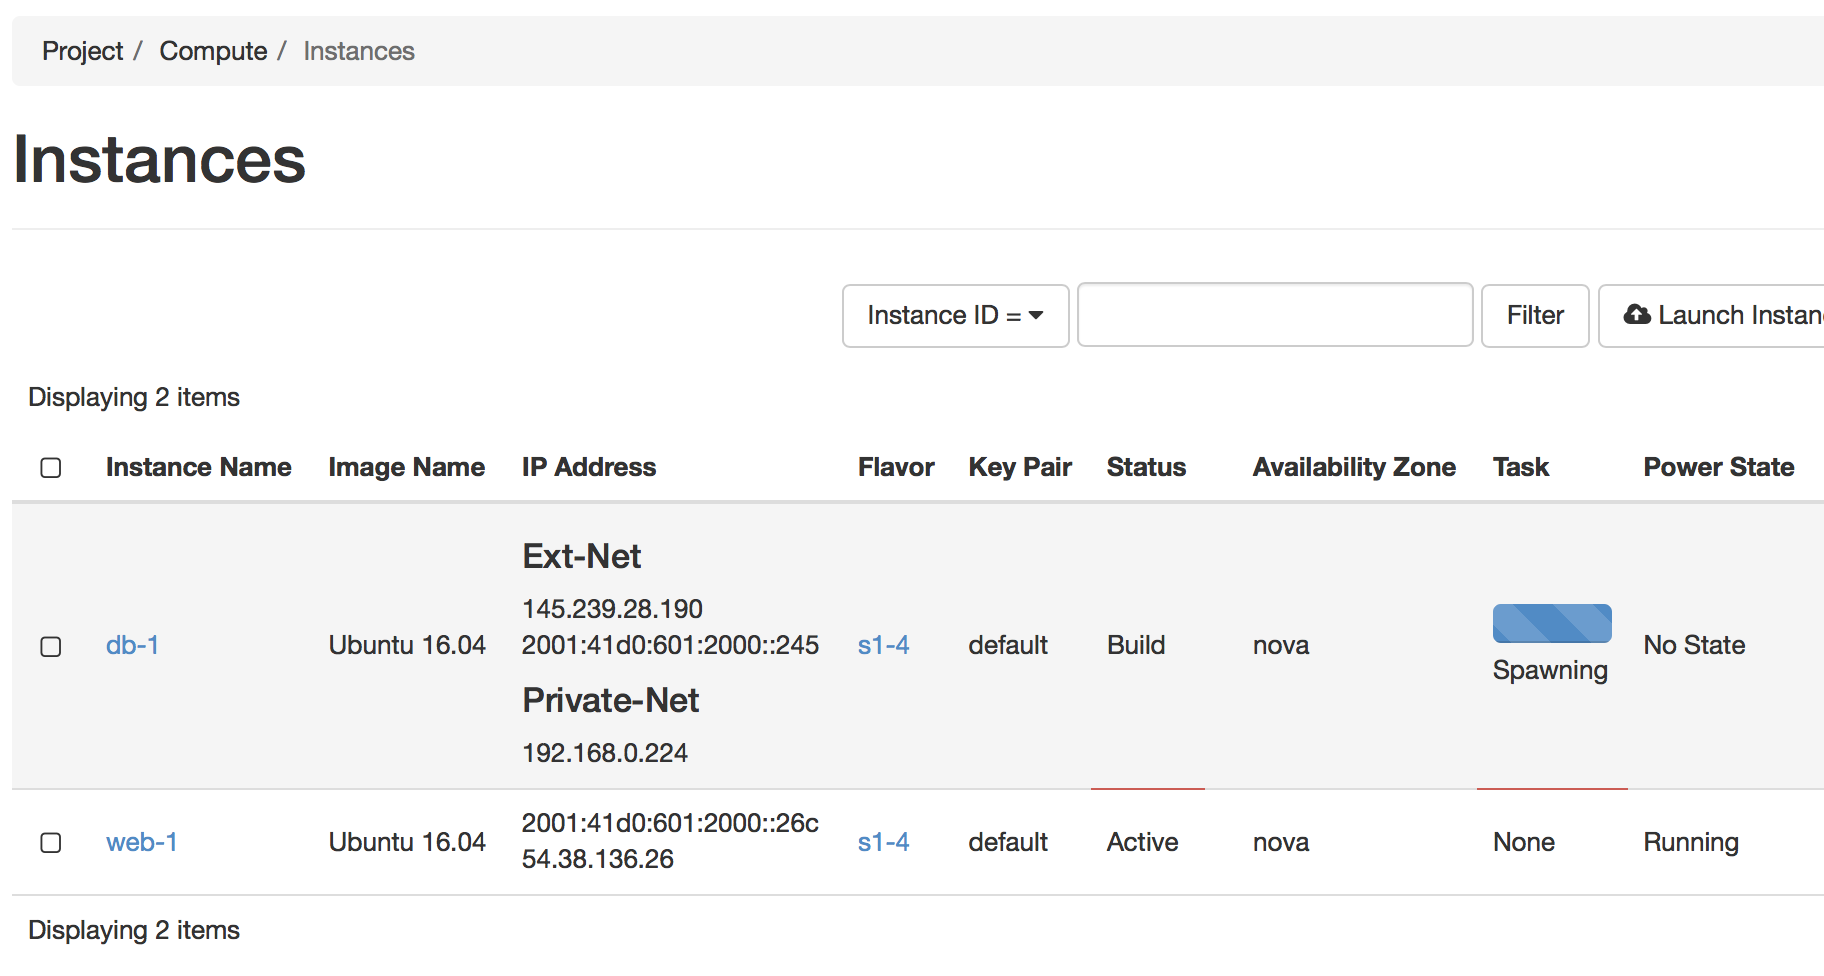 Project / Compute / Instances
Instances
Instance ID = Filter Launch Instan
Displaying 2 items
Instance Name Image Name IP Address Flavor Key Pair Status Availability Zone Task Power State
Ext-Net
145.239.28.190
db-1 Ubuntu 16.04 2001:41d0:601:2000::245 s1-4 default Build nova Spawning No State
Private-Net
192.168.0.224
2001:41d0:601:2000::26c
web-1 Ubuntu 16.04 54.38.136.26 s1-4 default Active nova None Running
Displaying 2 items